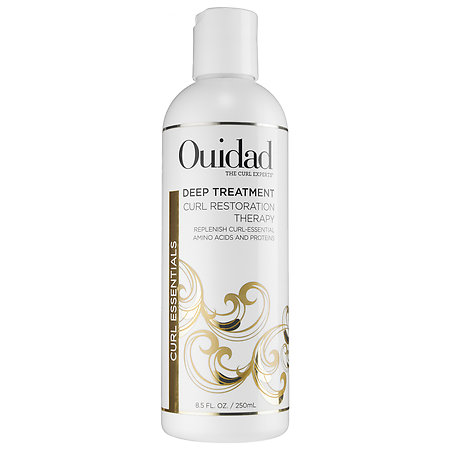 Ouidad
THE CURL EXPERTS®
DEEP TREATMENT
CURL RESTORATION
THERAPY
REPLENISH CURL-ESSENTIAL
AMINO ACIDS AND PROTEINS
CURL ESSENTIALS
8.5 FL. OZ. / 250mL